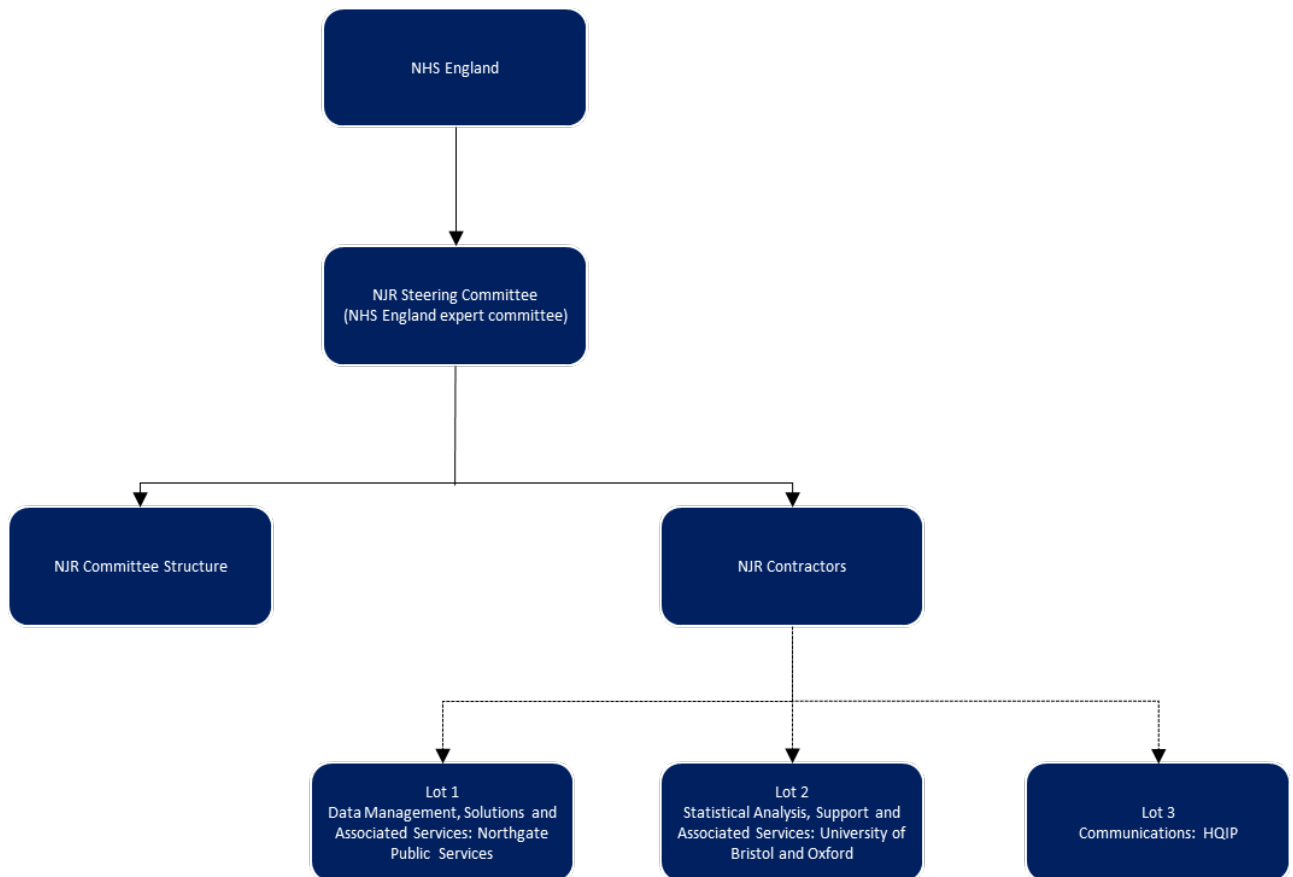 NHS England
NJR Steering Committee
(NHS England expert committee)
NJR Committee Structure
NJR Contractors
Lot 1
Data Management, Solutions and
Associated Services: Northgate
Public Services
Lot 2
Statistical Analysis, Support and
Associated Services: University of
Bristol and Oxford
Lot 3
Communications: HQIP